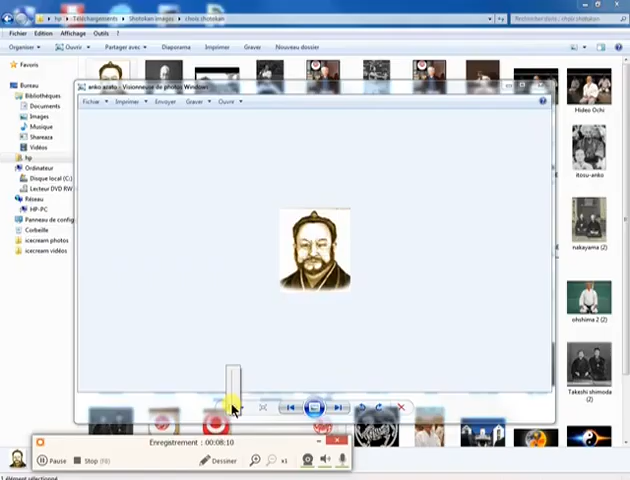 hp ▸ Téléchargements ▸ Shotokan images ▸ choix shotokan
Rechercher dans : choix shotokan
Fichier Edition Affichage Outils ?
Organiser Ouvrir Partager avec Diaporama Imprimer Graver Nouveau dossier
Favoris
Bureau
Bibliothèques
Documents
Images
Musique
Shareaza
Vidéos
hp
Ordinateur
Disque local (C:)
Lecteur DVD RW
Réseau
HP-PC
Panneau de config
Corbeille
icecream photos
icecream vidéos
anko azato - Visionneuse de photos Windows
Fichier Imprimer Envoyer Graver Ouvrir
Hideo Ochi
itosu-anko
nakayama (2)
ohshima 2 (2)
Takeshi shimoda
(2)
Enregistrement : 00:08:10
Pause Stop (F8) Dessiner x1
1 élément sélectionné